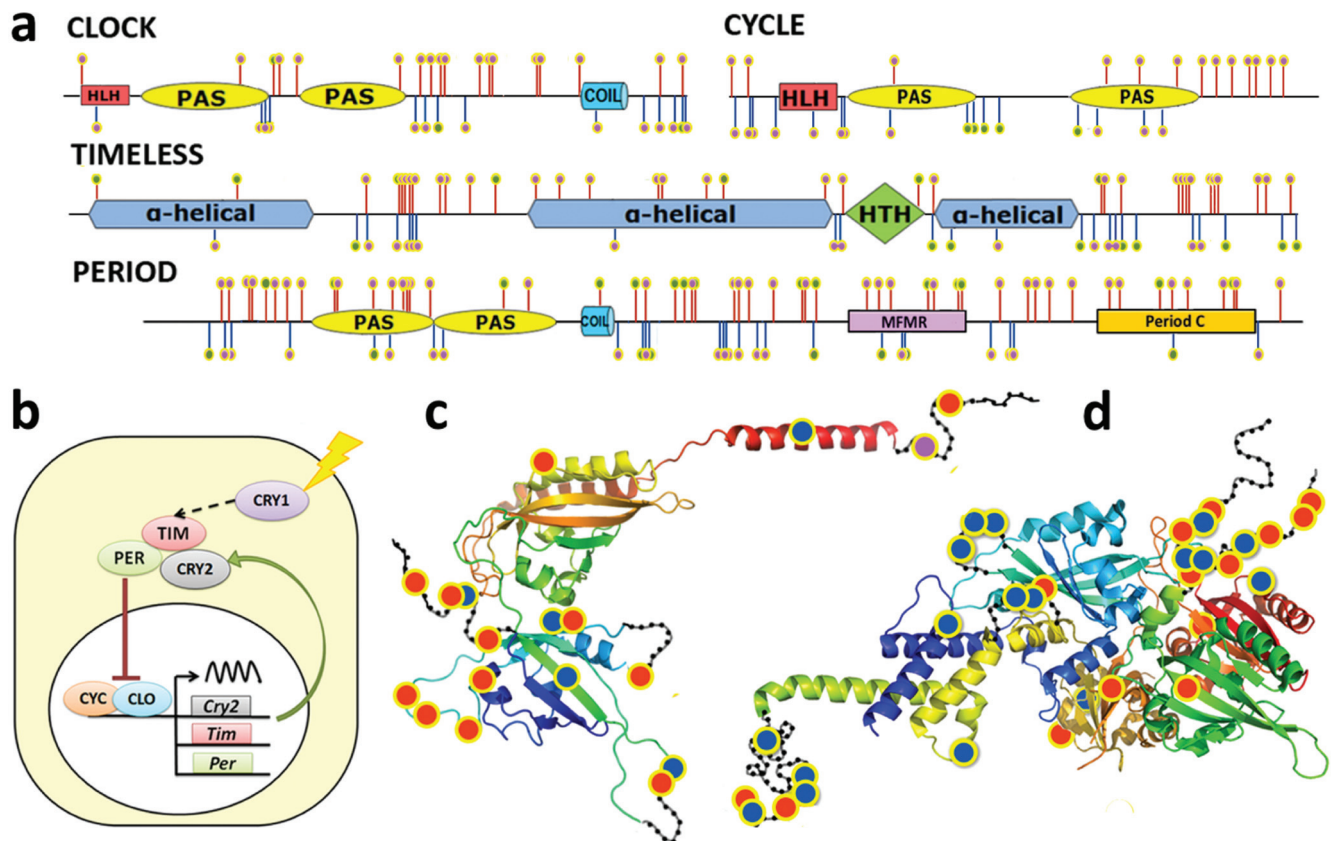 a
CLOCK
CYCLE
HLH
PAS
PAS
COIL
HLH
PAS
PAS
TIMELESS
α-helical
α-helical
HTH
α-helical
PERIOD
PAS
PAS
COIL
MFMR
Period C
b
c
d
CRY1
TIM
PER
CRY2
CYC
CLO
Cry2
Tim
Per